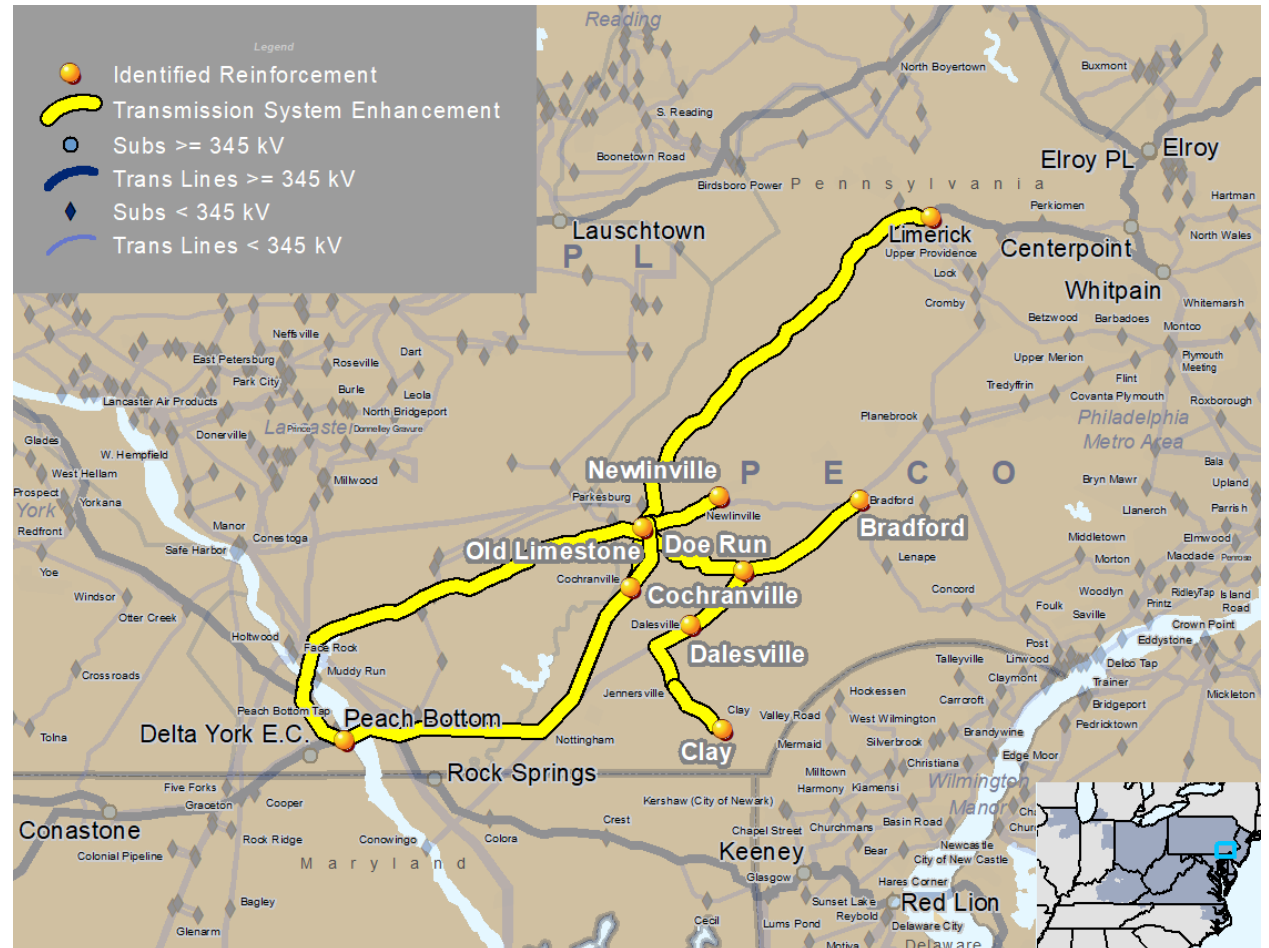 Legend
Identified Reinforcement
Transmission System Enhancement
Subs >= 345 kV
Trans Lines >= 345 kV
Subs < 345 kV
Trans Lines < 345 kV
Reading
North Boyertown
Buxmont
S. Reading
Boonetown Road
Elroy PL
Elroy
Birdsboro Power
Pennsylvania
Hartman
Perkiomen
Lauschtown
Limerick
North Wales
P L
Upper Providence
Centerpoint
Lock
Whitpain
Cromby
Whitemarsh
Betzwood
Barbadoes
Montco
Neffsville
East Petersburg
Roseville
Dart
Upper Merion
Plymouth
Meeting
Park City
Burle
Leola
Tredyffrin
Flint
Covanta Plymouth
Lancaster Air Products
North Bridgeport
Roxborough
Lancaster
Prince
Donnelley Gravure
Planebrook
Philadelphia
Metro Area
Donerville
Glades
W. Hempfield
Bala
West Hellam
Millwood
Newlinville
P E C O
Bryn Mawr
Upland
Prospect
Yorkana
Parkesburg
Bradford
York
Newlinville
Llanerch
Parrish
Redfront
Manor
Conestoga
Bradford
Middletown
Elmwood
Safe Harbor
Old Limestone
Doe Run
Lenape
Morton
Macdade
Penrose
Yoe
Cochranville
Cochranville
Concord
Woodlyn
RidleyTap
Island
Road
Windsor
Foulk
Saville
Printz
Otter Creek
Dalesville
Crown Point
Holtwood
Dalesville
Post
Eddystone
Face Rock
Talleyville
Linwood
Delco Tap
Crossroads
Muddy Run
Claymont
Trainer
Jennersville
Hockessen
Carrcroft
Mickleton
Peach Bottom Tap
Peach Bottom
Clay
Valley Road
West Wilmington
Bridgeport
Pedricktown
Tolna
Delta York E.C.
Nottingham
Clay
Mermaid
Silverbrook
Brandywine
Edge Moor
Rock Springs
Milltown
Christiana
Five Forks
Harmony
Kiamensi
Wilmington
Manor
Graceton
Cooper
Kershaw (City of Newark)
Conastone
Rock Ridge
Colora
Crest
Chapel Street
Churchmans
Basin Road
Colonial Pipeline
Conowingo
Keeney
Bear
Newcastle
City of New Castle
Maryland
Glasgow
Hares Corner
Bagley
Sunset Lake
Red Lion
Reybold
Glenarm
Cecil
Lums Pond
Delaware City
Motiva
Delaware